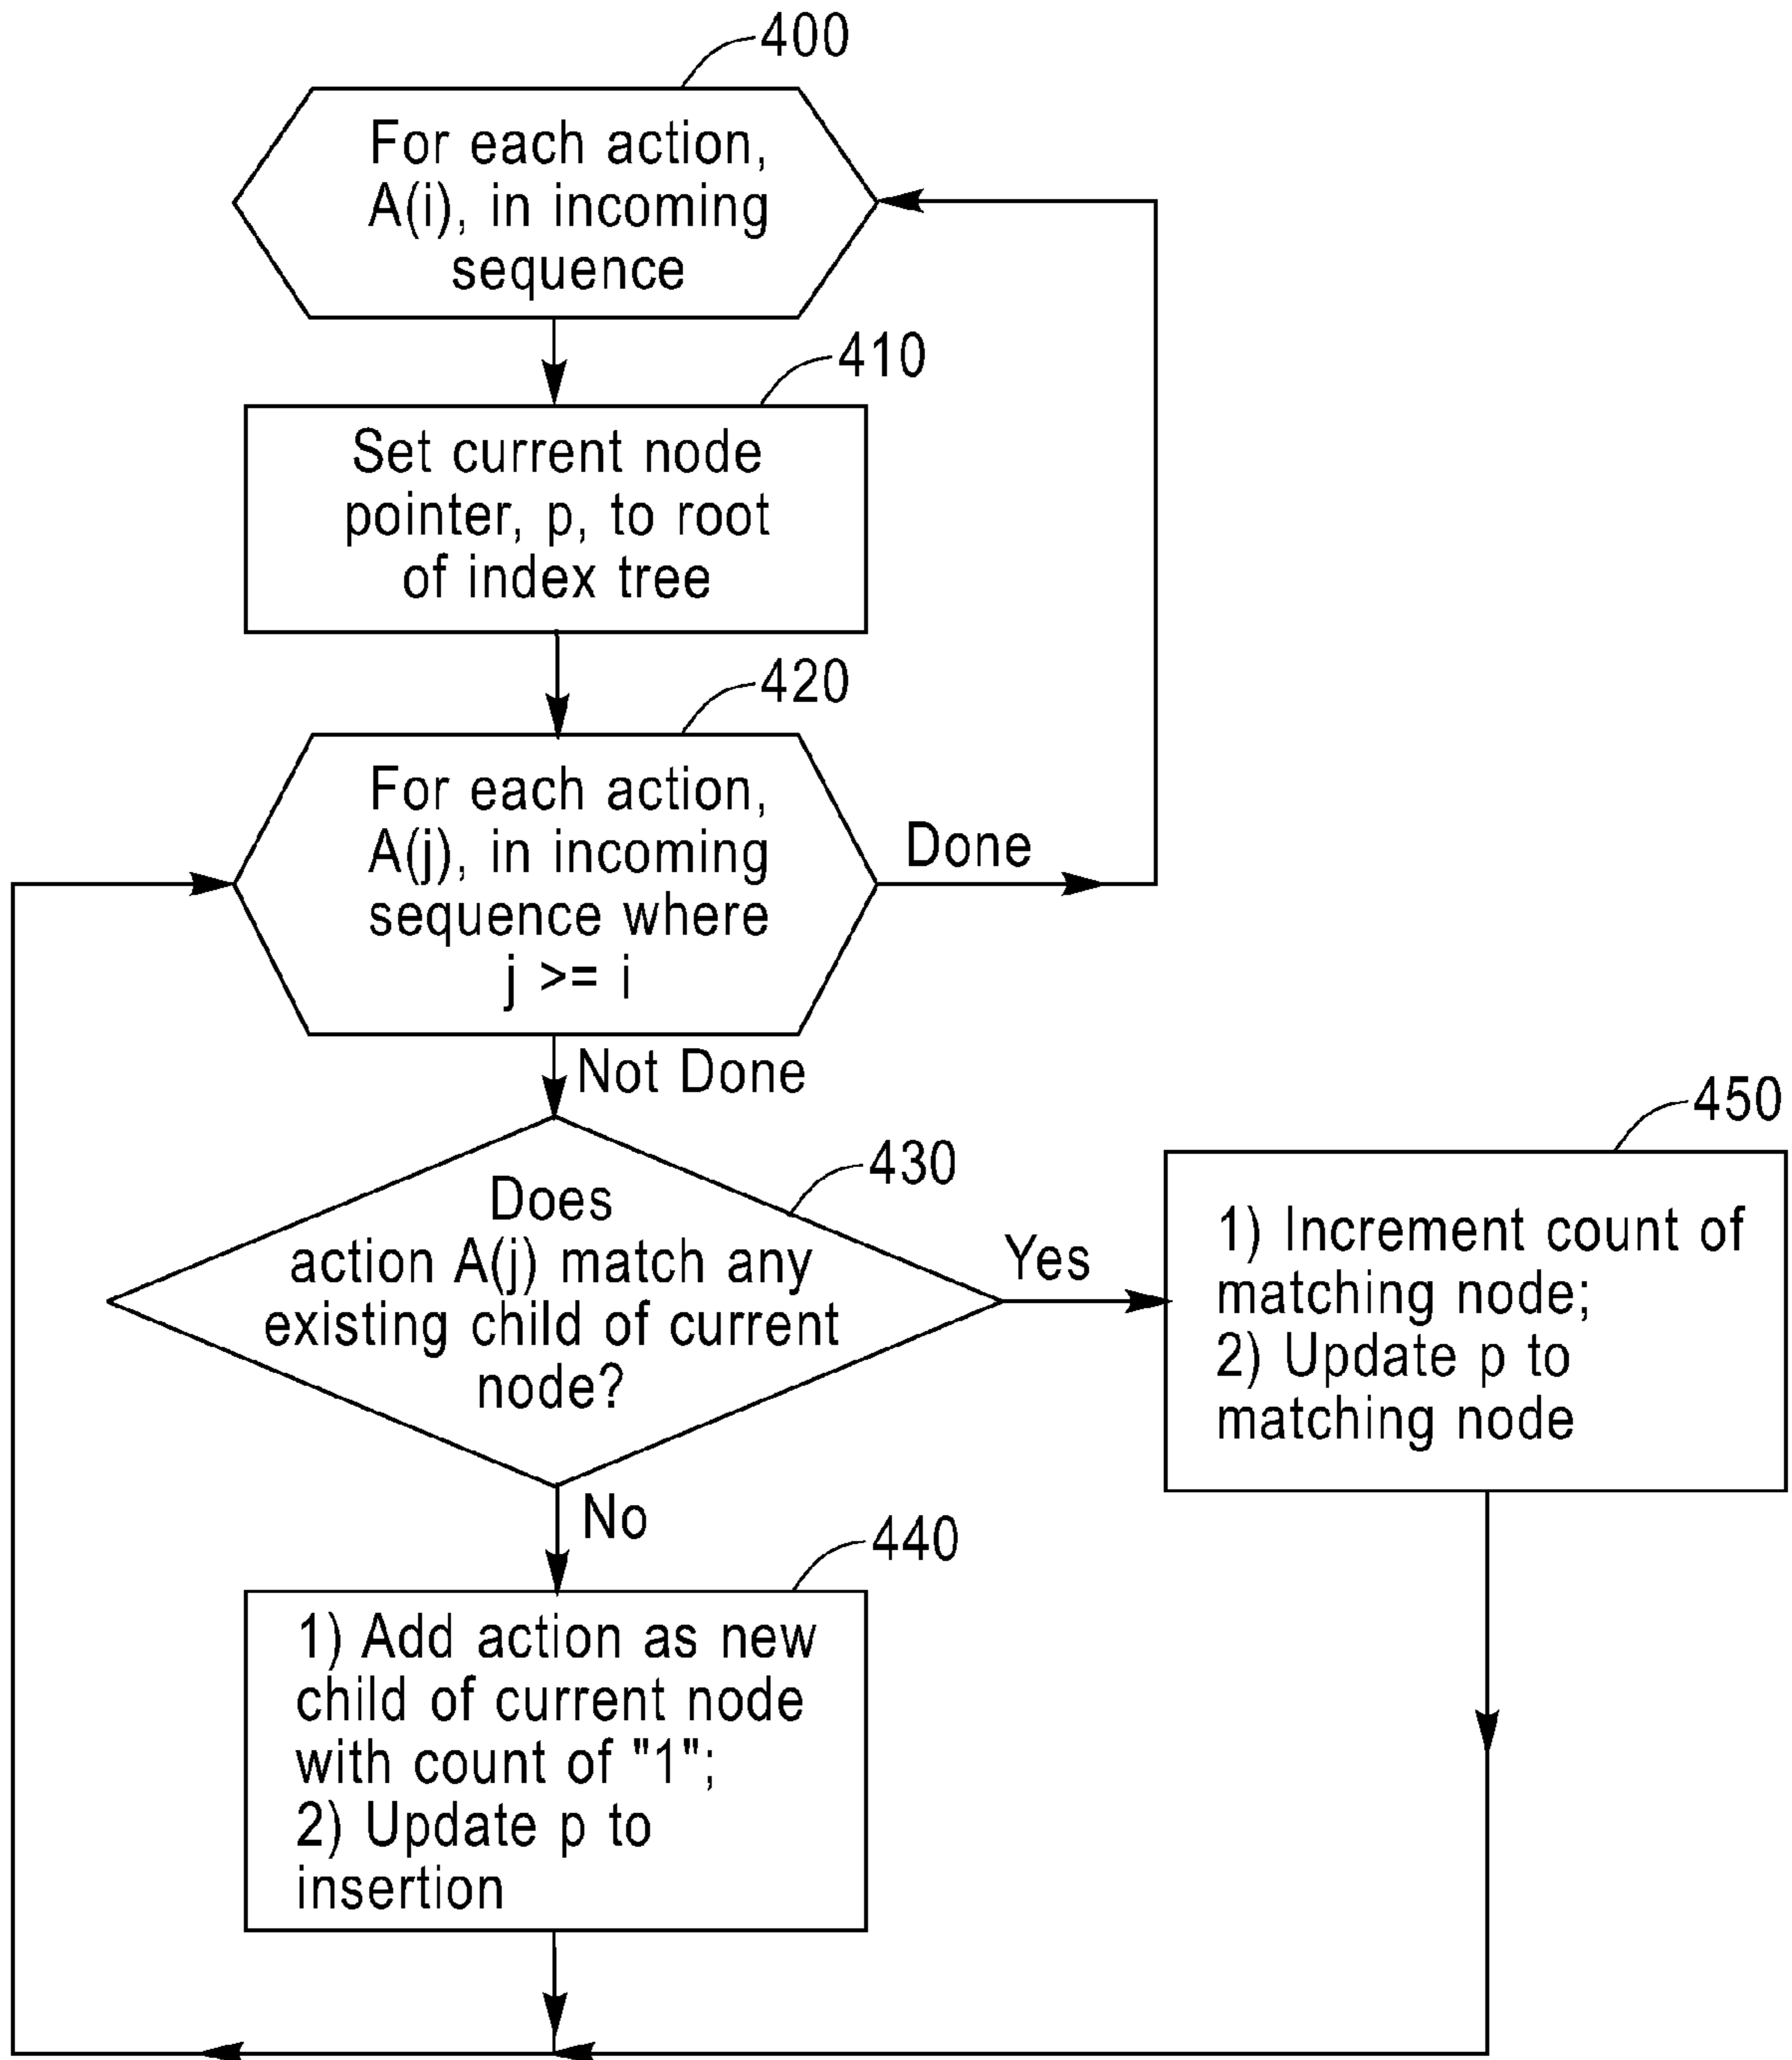 400
For each action,
A(i), in incoming
sequence
410
Set current node
pointer, p, to root
of index tree
420
For each action,
A(j), in incoming
sequence where
j >= i
Done
Not Done
430
Does
action A(j) match any
existing child of current
node?
Yes
450
1) Increment count of
matching node;
2) Update p to
matching node
No
440
1) Add action as new
child of current node
with count of "1";
2) Update p to
insertion